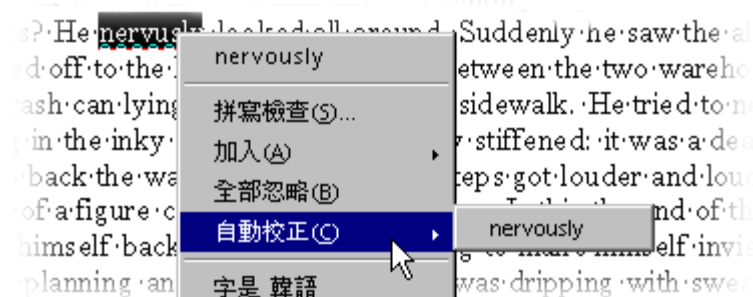 He nervusly looked all around. Suddenly he saw the
off to the etween the two wareho
ash can lying sidewalk. He tried to
in the inky stiffened: it was a dea
back the wa teps got louder and lou
of a figure nd of th
himself back elf invis
planning an was dripping with swea
nervously
拼寫檢查(S)...
加入(A)
全部忽略(B)
自動校正(C)
nervously
字是 韓語